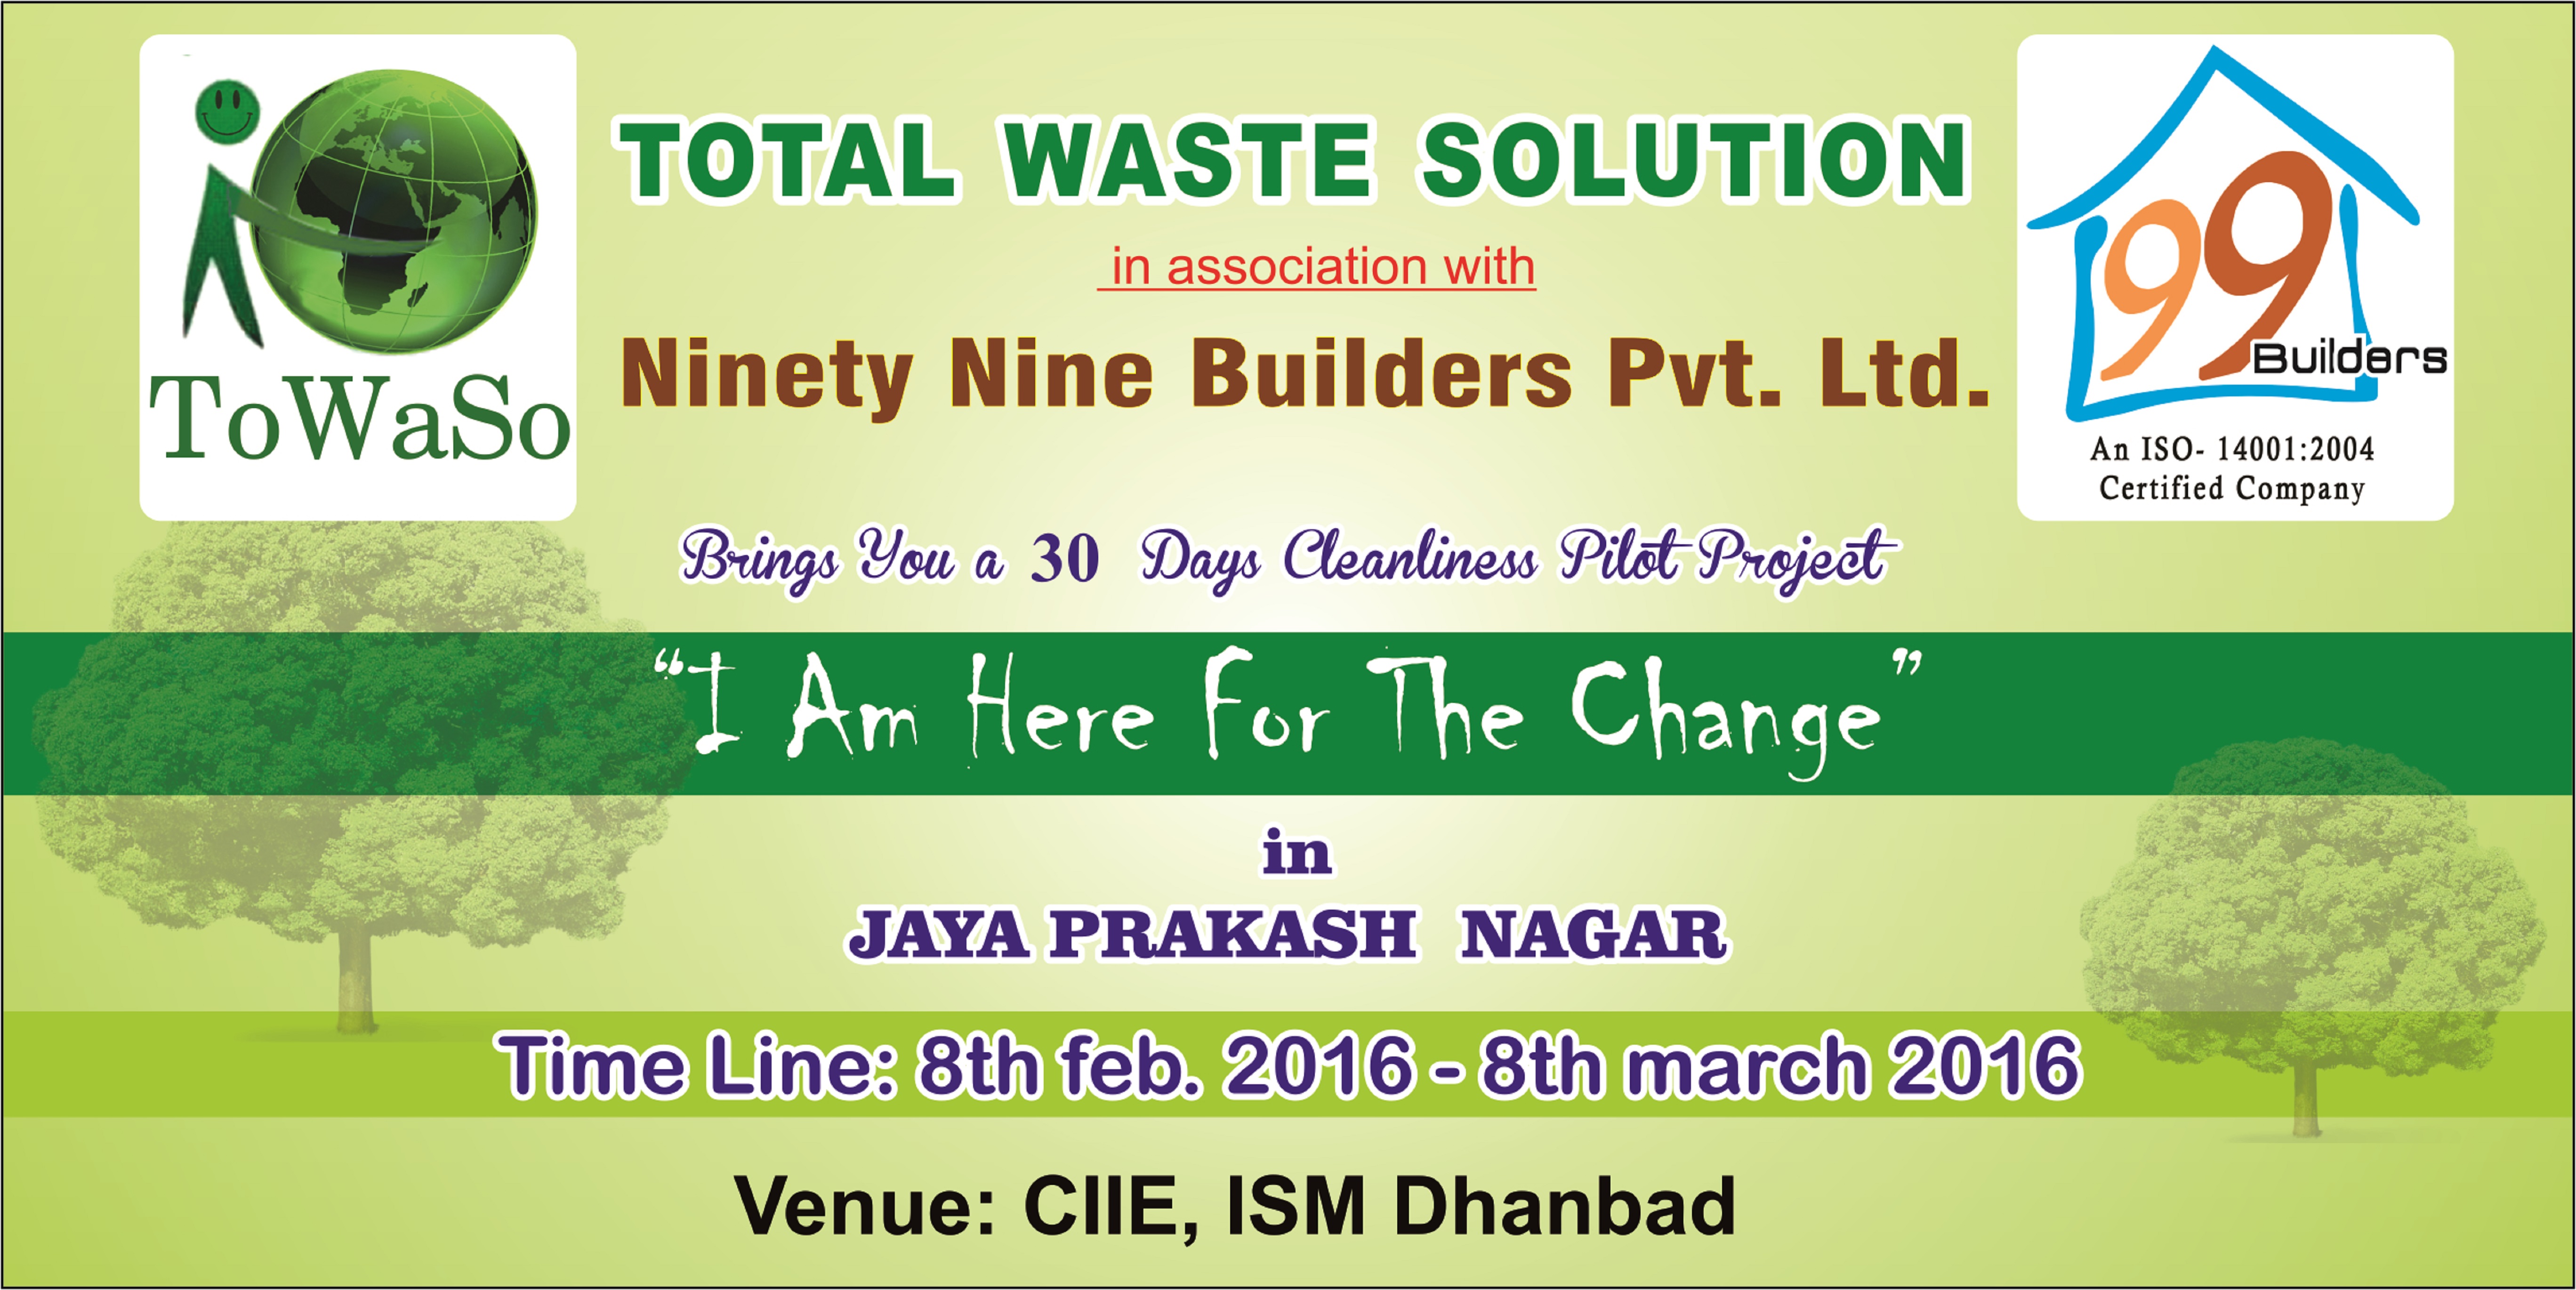 ToWaSo
TOTAL WASTE SOLUTION
in association with
Ninety Nine Builders Pvt. Ltd.
99
Builders
An ISO- 14001:2004
Certified Company
Brings You a 30 Days Cleanliness Pilot Project
“I Am Here For The Change”
in
JAYA PRAKASH NAGAR
Time Line: 8th feb. 2016 - 8th march 2016
Venue: CIIE, ISM Dhanbad